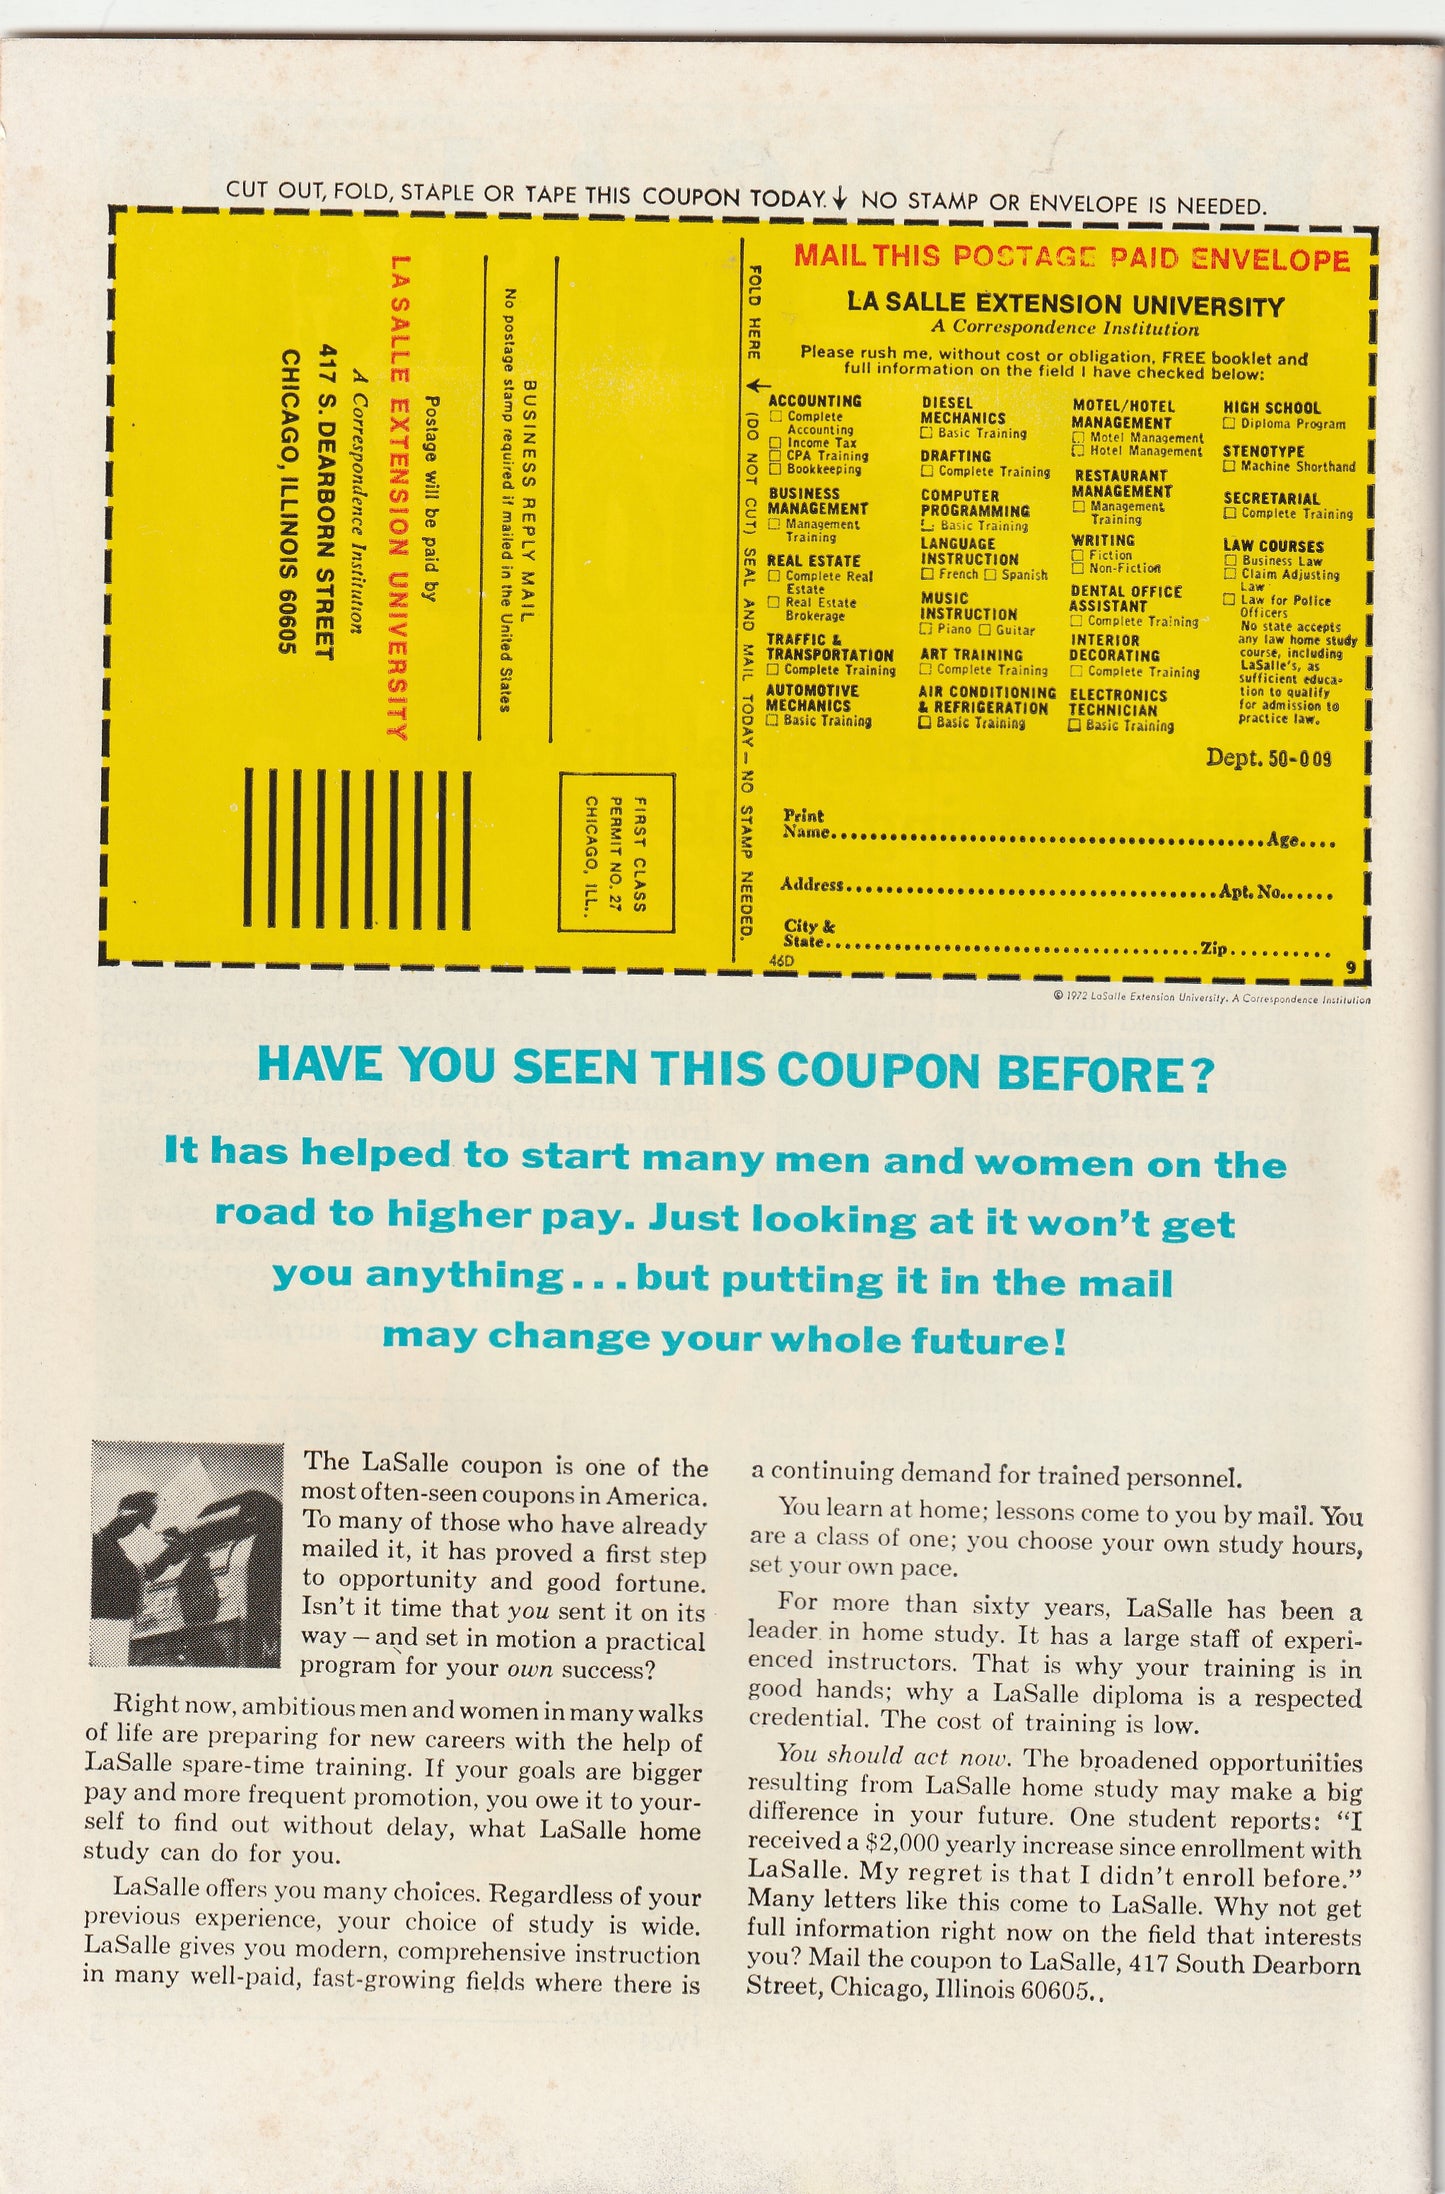 CUT OUT, FOLD, STAPLE OR TAPE THIS COUPON TODAY.↓ NO STAMP OR ENVELOPE IS NEEDED.
BUSINESS REPLY MAIL
No postage stamp required if mailed in the United States
Postage will be paid by
LA SALLE EXTENSION UNIVERSITY
A Correspondence Institution
417 S. DEARBORN STREET
CHICAGO, ILLINOIS 60605
FIRST CLASS
PERMIT NO. 27
CHICAGO, ILL..
FOLD HERE → (DO NOT CUT) SEAL AND MAIL TODAY — NO STAMP NEEDED.
MAIL THIS POSTAGE PAID ENVELOPE
LA SALLE EXTENSION UNIVERSITY
A Correspondence Institution
Please rush me, without cost or obligation, FREE booklet and
full information on the field I have checked below:
ACCOUNTING
☐ Complete
Accounting
☐ Income Tax
☐ CPA Training
☐ Bookkeeping
BUSINESS
MANAGEMENT
☐ Management
Training
REAL ESTATE
☐ Complete Real
Estate
☐ Real Estate
Brokerage
TRAFFIC &
TRANSPORTATION
☐ Complete Training
AUTOMOTIVE
MECHANICS
☐ Basic Training
DIESEL
MECHANICS
☐ Basic Training
DRAFTING
☐ Complete Training
COMPUTER
PROGRAMMING
☐ Basic Training
LANGUAGE
INSTRUCTION
☐ French ☐ Spanish
MUSIC
INSTRUCTION
☐ Piano ☐ Guitar
ART TRAINING
☐ Complete Training
AIR CONDITIONING
& REFRIGERATION
☐ Basic Training
MOTEL/HOTEL
MANAGEMENT
☐ Motel Management
☐ Hotel Management
RESTAURANT
MANAGEMENT
☐ Management
Training
WRITING
☐ Fiction
☐ Non-Fiction
DENTAL OFFICE
ASSISTANT
☐ Complete Training
INTERIOR
DECORATING
☐ Complete Training
ELECTRONICS
TECHNICIAN
☐ Basic Training
HIGH SCHOOL
☐ Diploma Program
STENOTYPE
☐ Machine Shorthand
SECRETARIAL
☐ Complete Training
LAW COURSES
☐ Business Law
☐ Claim Adjusting
Law
☐ Law for Police
Officers
No state accepts
any law home study
course, including
LaSalle's, as
sufficient educa-
tion to qualify
for admission to
practice law.
Dept. 50-009
Print
Name..........Age....
Address..........Apt. No......
City &
State..........Zip..........
46D
9
© 1972 LaSalle Extension University. A Correspondence Institution
HAVE YOU SEEN THIS COUPON BEFORE?
It has helped to start many men and women on the
road to higher pay. Just looking at it won't get
you anything...but putting it in the mail
may change your whole future!
The LaSalle coupon is one of the
most often-seen coupons in America.
To many of those who have already
mailed it, it has proved a first step
to opportunity and good fortune.
Isn't it time that you sent it on its
way — and set in motion a practical
program for your own success?
Right now, ambitious men and women in many walks
of life are preparing for new careers with the help of
LaSalle spare-time training. If your goals are bigger
pay and more frequent promotion, you owe it to your-
self to find out without delay, what LaSalle home
study can do for you.
LaSalle offers you many choices. Regardless of your
previous experience, your choice of study is wide.
LaSalle gives you modern, comprehensive instruction
in many well-paid, fast-growing fields where there is
a continuing demand for trained personnel.
You learn at home; lessons come to you by mail. You
are a class of one; you choose your own study hours,
set your own pace.
For more than sixty years, LaSalle has been a
leader in home study. It has a large staff of experi-
enced instructors. That is why your training is in
good hands; why a LaSalle diploma is a respected
credential. The cost of training is low.
You should act now. The broadened opportunities
resulting from LaSalle home study may make a big
difference in your future. One student reports: “I
received a $2,000 yearly increase since enrollment with
LaSalle. My regret is that I didn't enroll before.”
Many letters like this come to LaSalle. Why not get
full information right now on the field that interests
you? Mail the coupon to LaSalle, 417 South Dearborn
Street, Chicago, Illinois 60605..